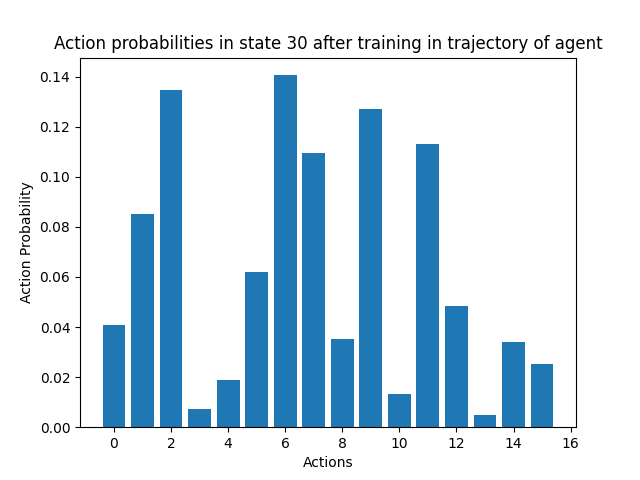 Action probabilities in state 30 after training in trajectory of agent
0.14
0.12
0.10
0.08
0.06
0.04
0.02
0.00
Action Probability
0 2 4 6 8 10 12 14 16
Actions